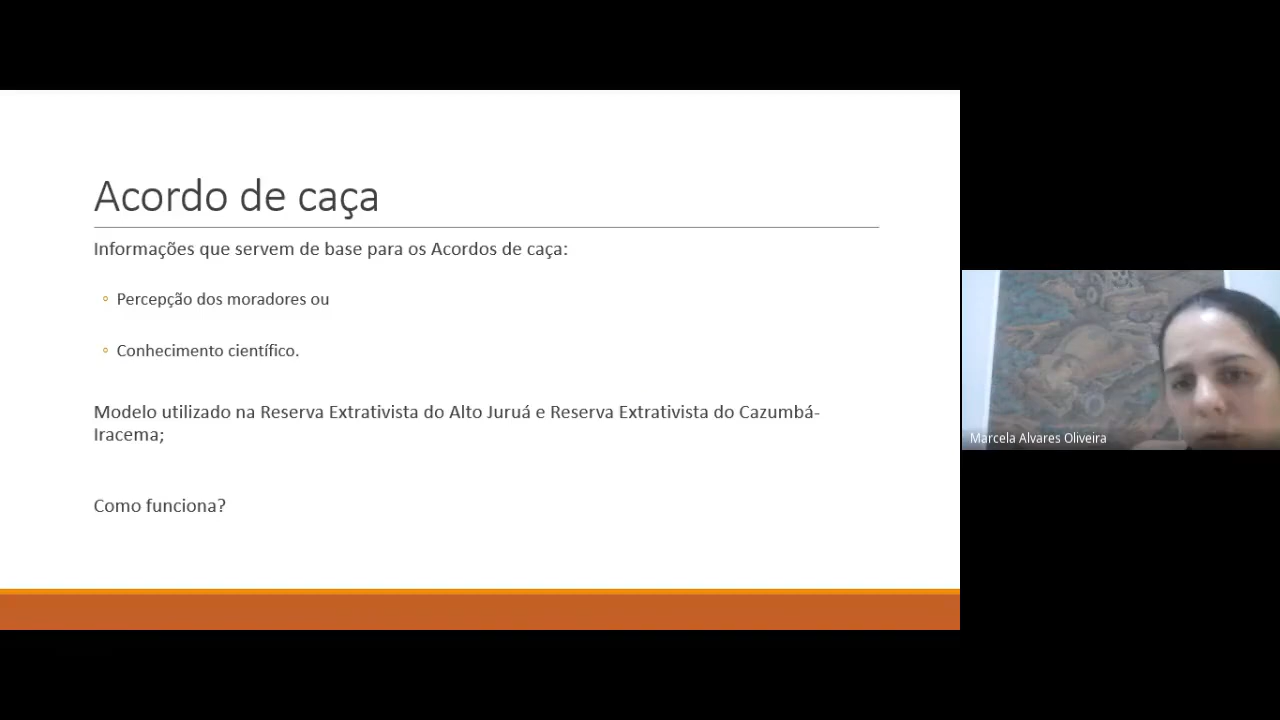 Acordo de caça
Informações que servem de base para os Acordos de caça:
◦ Percepção dos moradores ou
◦ Conhecimento científico.
Modelo utilizado na Reserva Extrativista do Alto Juruá e Reserva Extrativista do Cazumbá-
Iracema;
Como funciona?
Marcela Alvares Oliveira